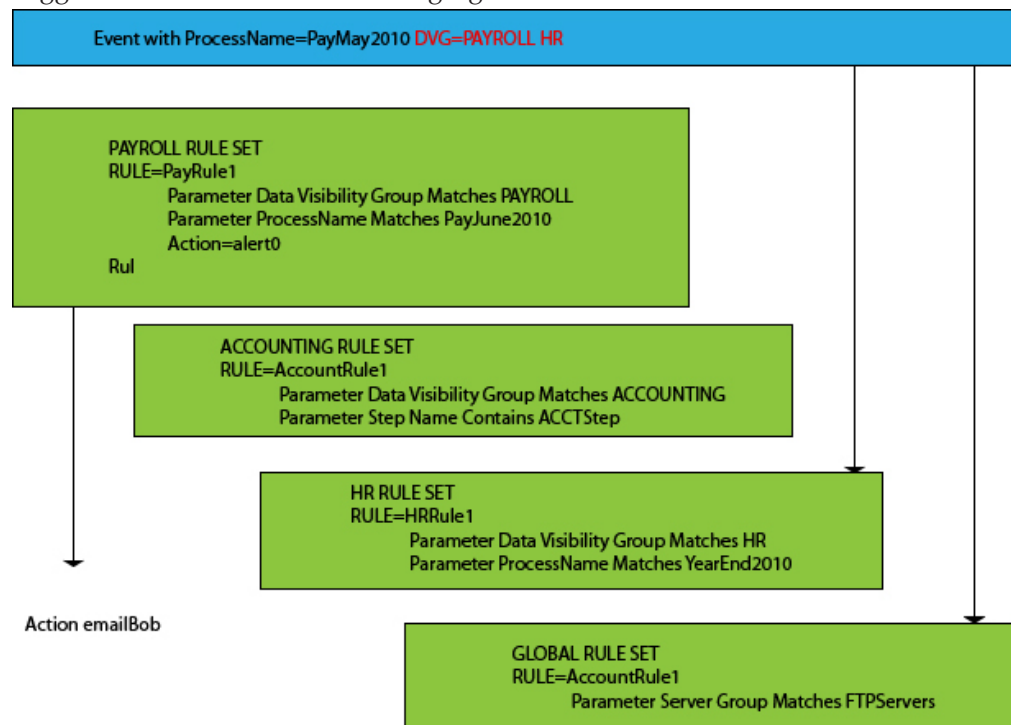 Event with ProcessName=PayMay2010 DVG=PAYROLL HR
PAYROLL RULE SET
RULE=PayRule1
Parameter Data Visibility Group Matches PAYROLL
Parameter ProcessName Matches PayJune2010
Action=alert0
Rul
ACCOUNTING RULE SET
RULE=AccountRule1
Parameter Data Visibility Group Matches ACCOUNTING
Parameter Step Name Contains ACCTStep
HR RULE SET
RULE=HRRule1
Parameter Data Visibility Group Matches HR
Parameter ProcessName Matches YearEnd2010
Action emailBob
GLOBAL RULE SET
RULE=AccountRule1
Parameter Server Group Matches FTPServers